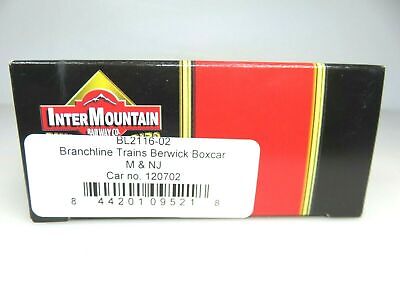 INTERMOUNTAIN
RAILWAY CO.
BL2116-02
Branchline Trains Berwick Boxcar
M & NJ
Car no. 120702
8 44201 09521 8